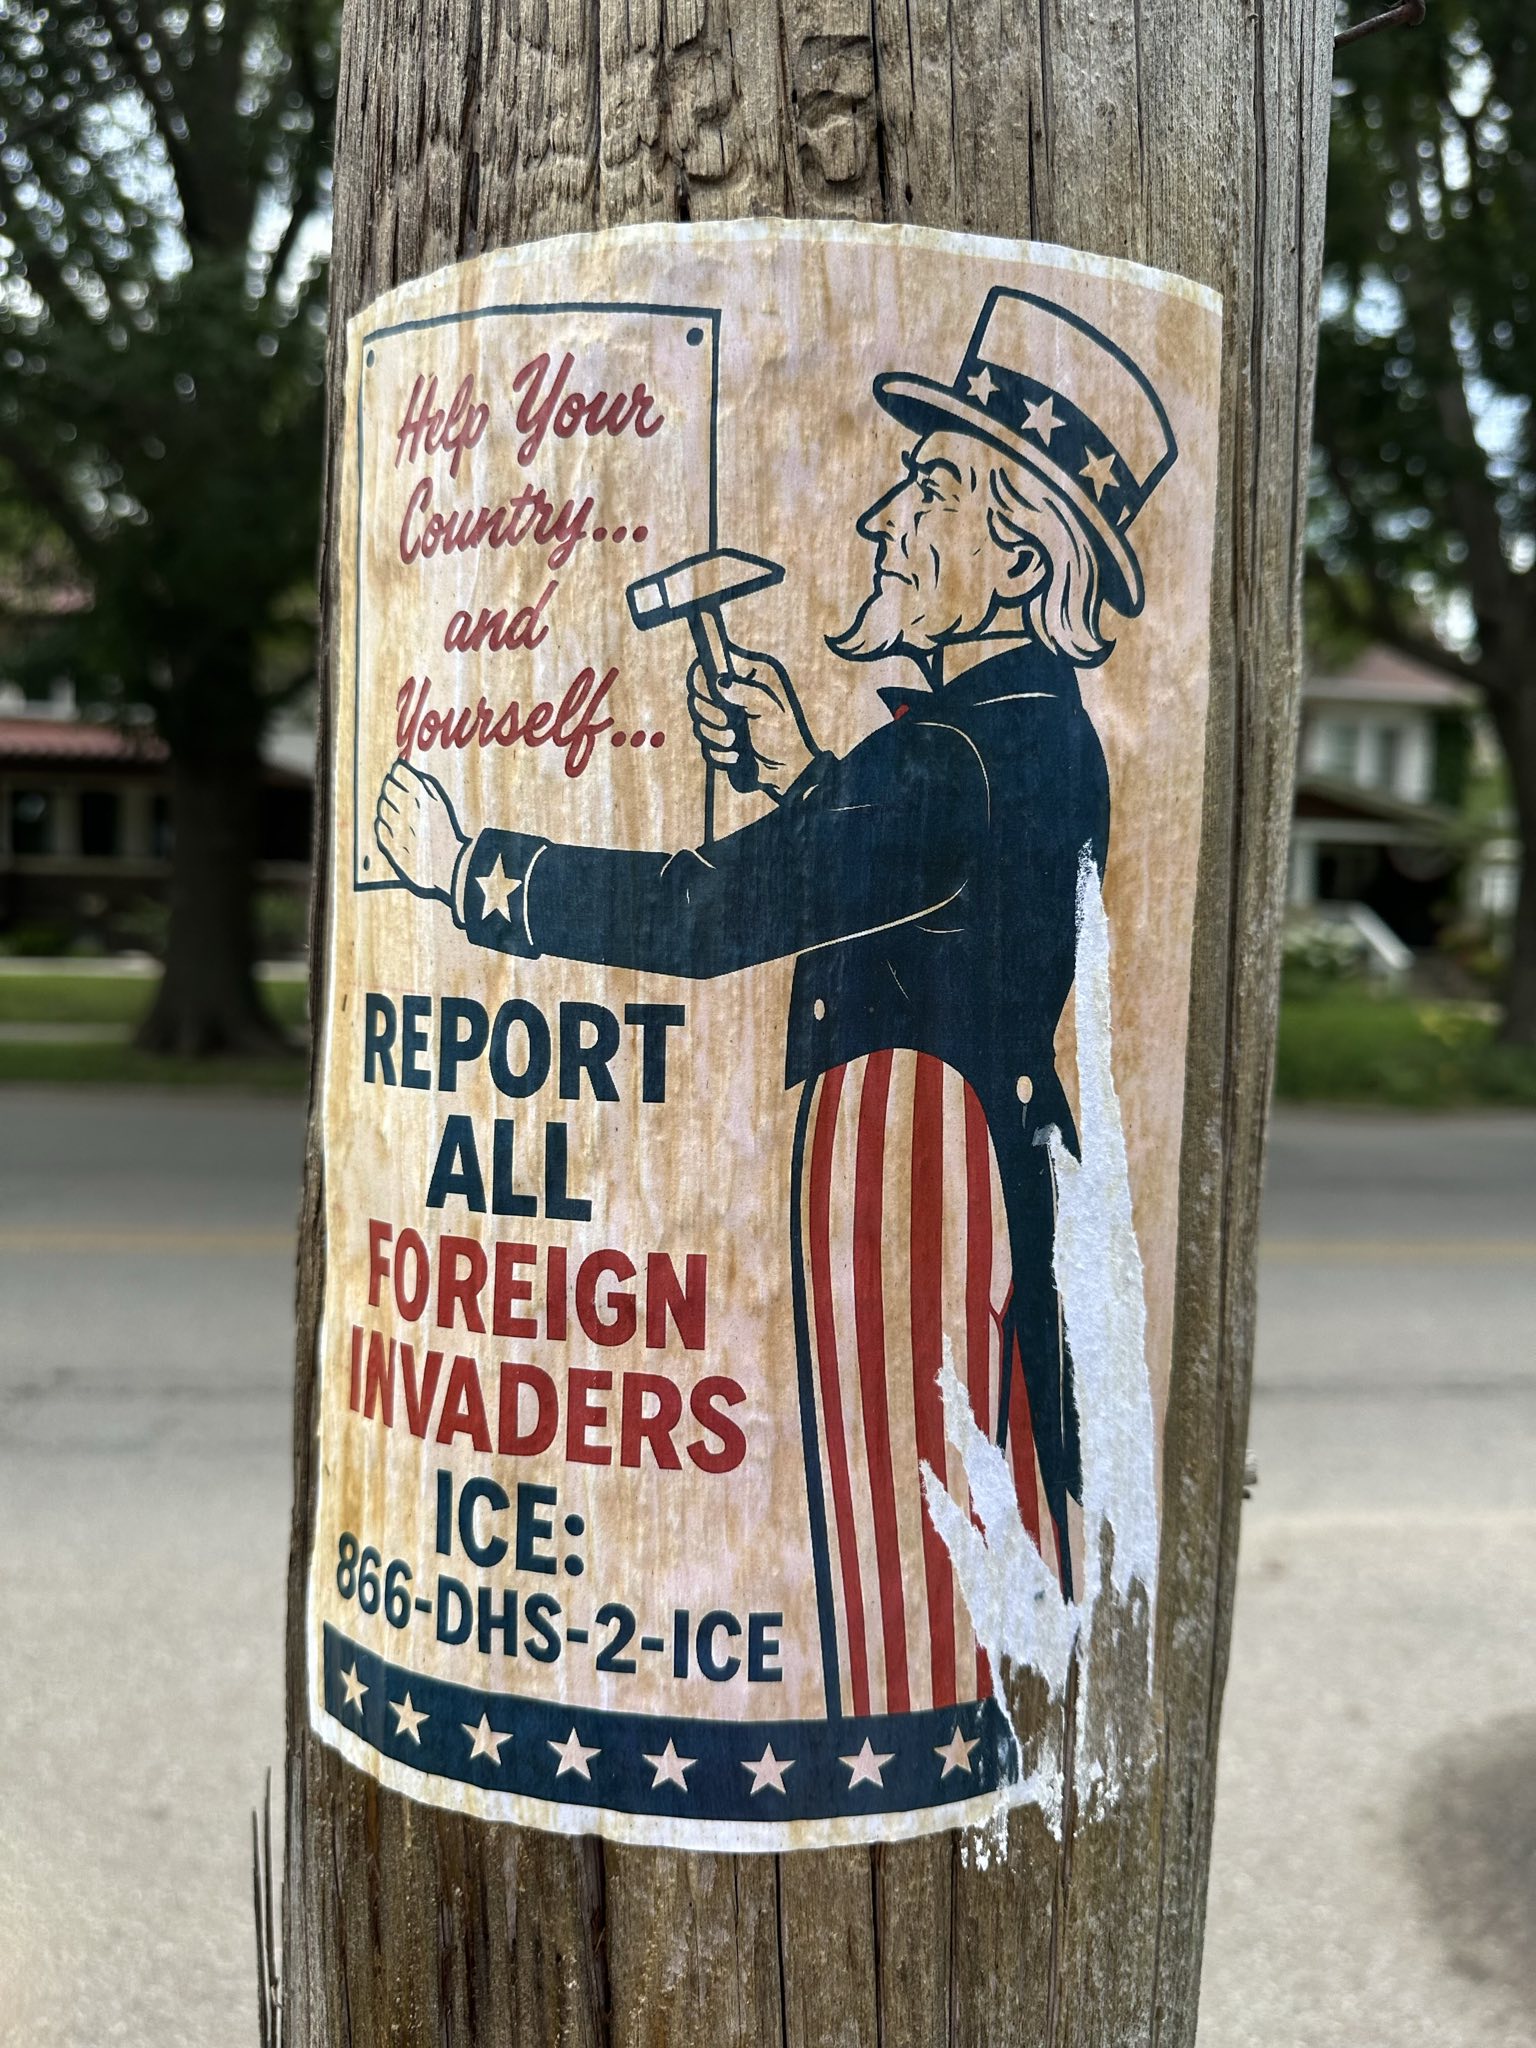 Help Your
Country...
and
Yourself...
REPORT
ALL
FOREIGN
INVADERS
ICE:
866-DHS-2-ICE